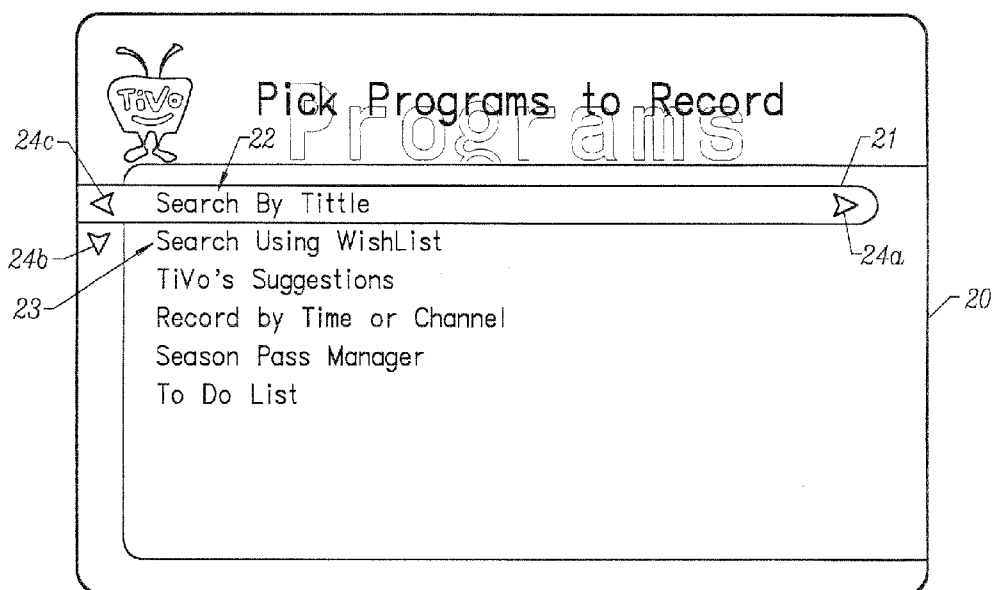 TiVo
Pick Programs to Record
Programs
24c
22
21
Search By Tittle
24b
Search Using WishList
24a
23
TiVo's Suggestions
20
Record by Time or Channel
Season Pass Manager
To Do List